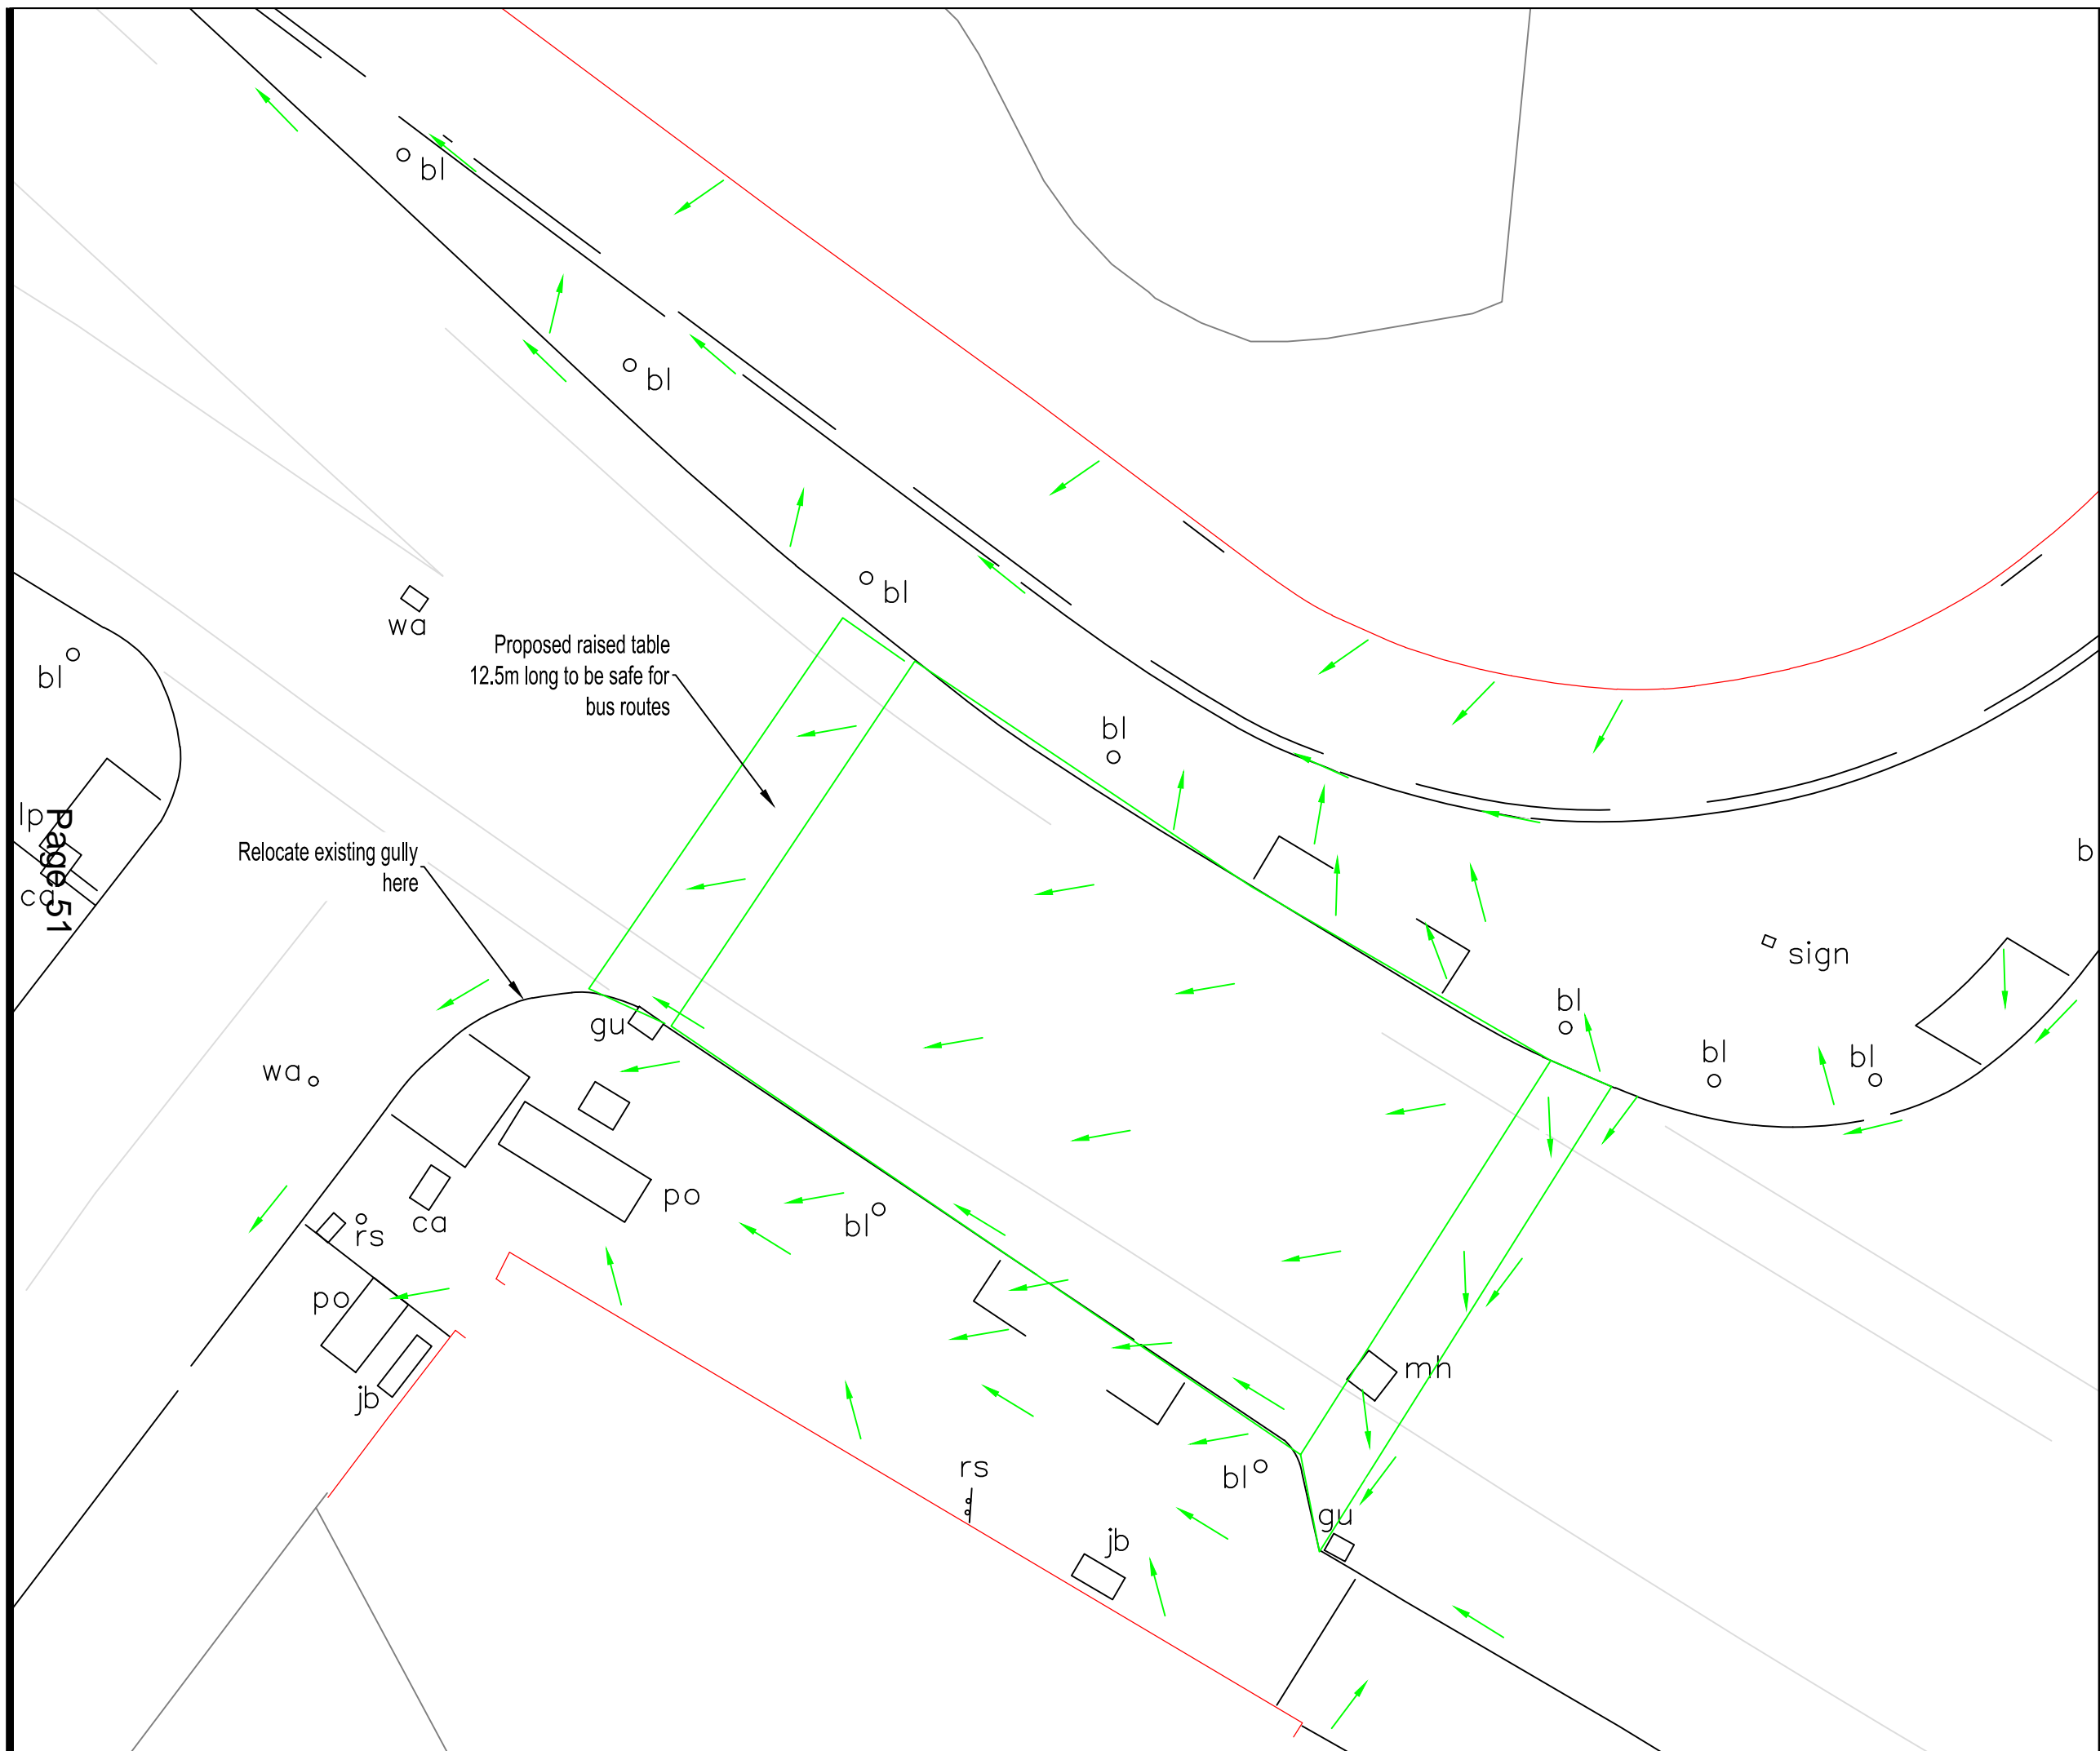 bl
bl
bl
wa
Proposed raised table
12.5m long to be safe for
bus routes
bl
bl
lp
Page 51
ca
Relocate existing gully
here
b
sign
bl
gu
bl
bl
wa
po
bl
ca
rs
po
mh
jb
rs
bl
gu
jb